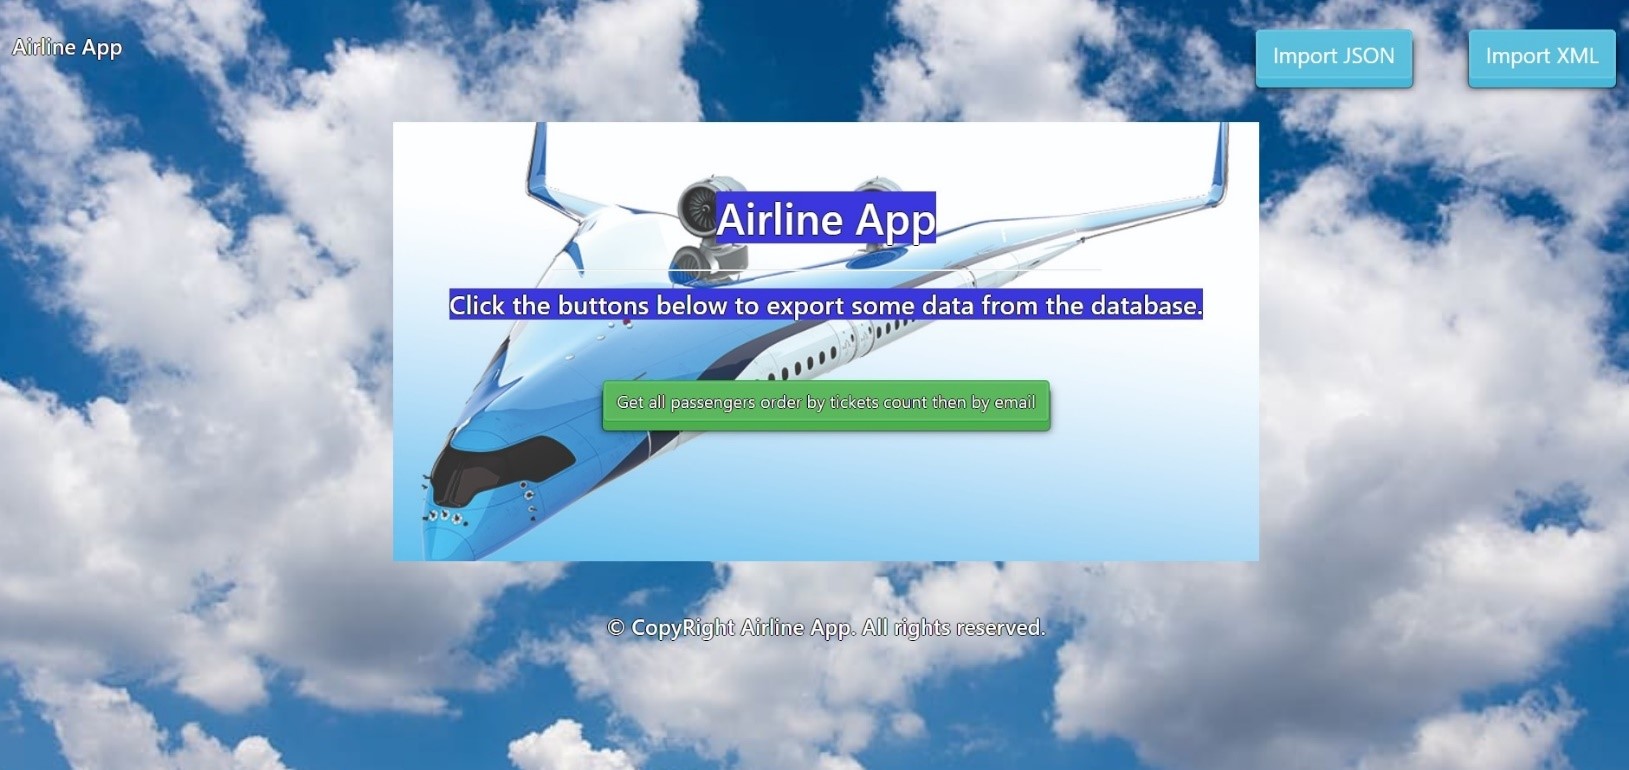 Airline App
Import JSON
Import XML
Airline App
Click the buttons below to export some data from the database.
Get all passengers order by tickets count then by email
© CopyRight Airline App. All rights reserved.